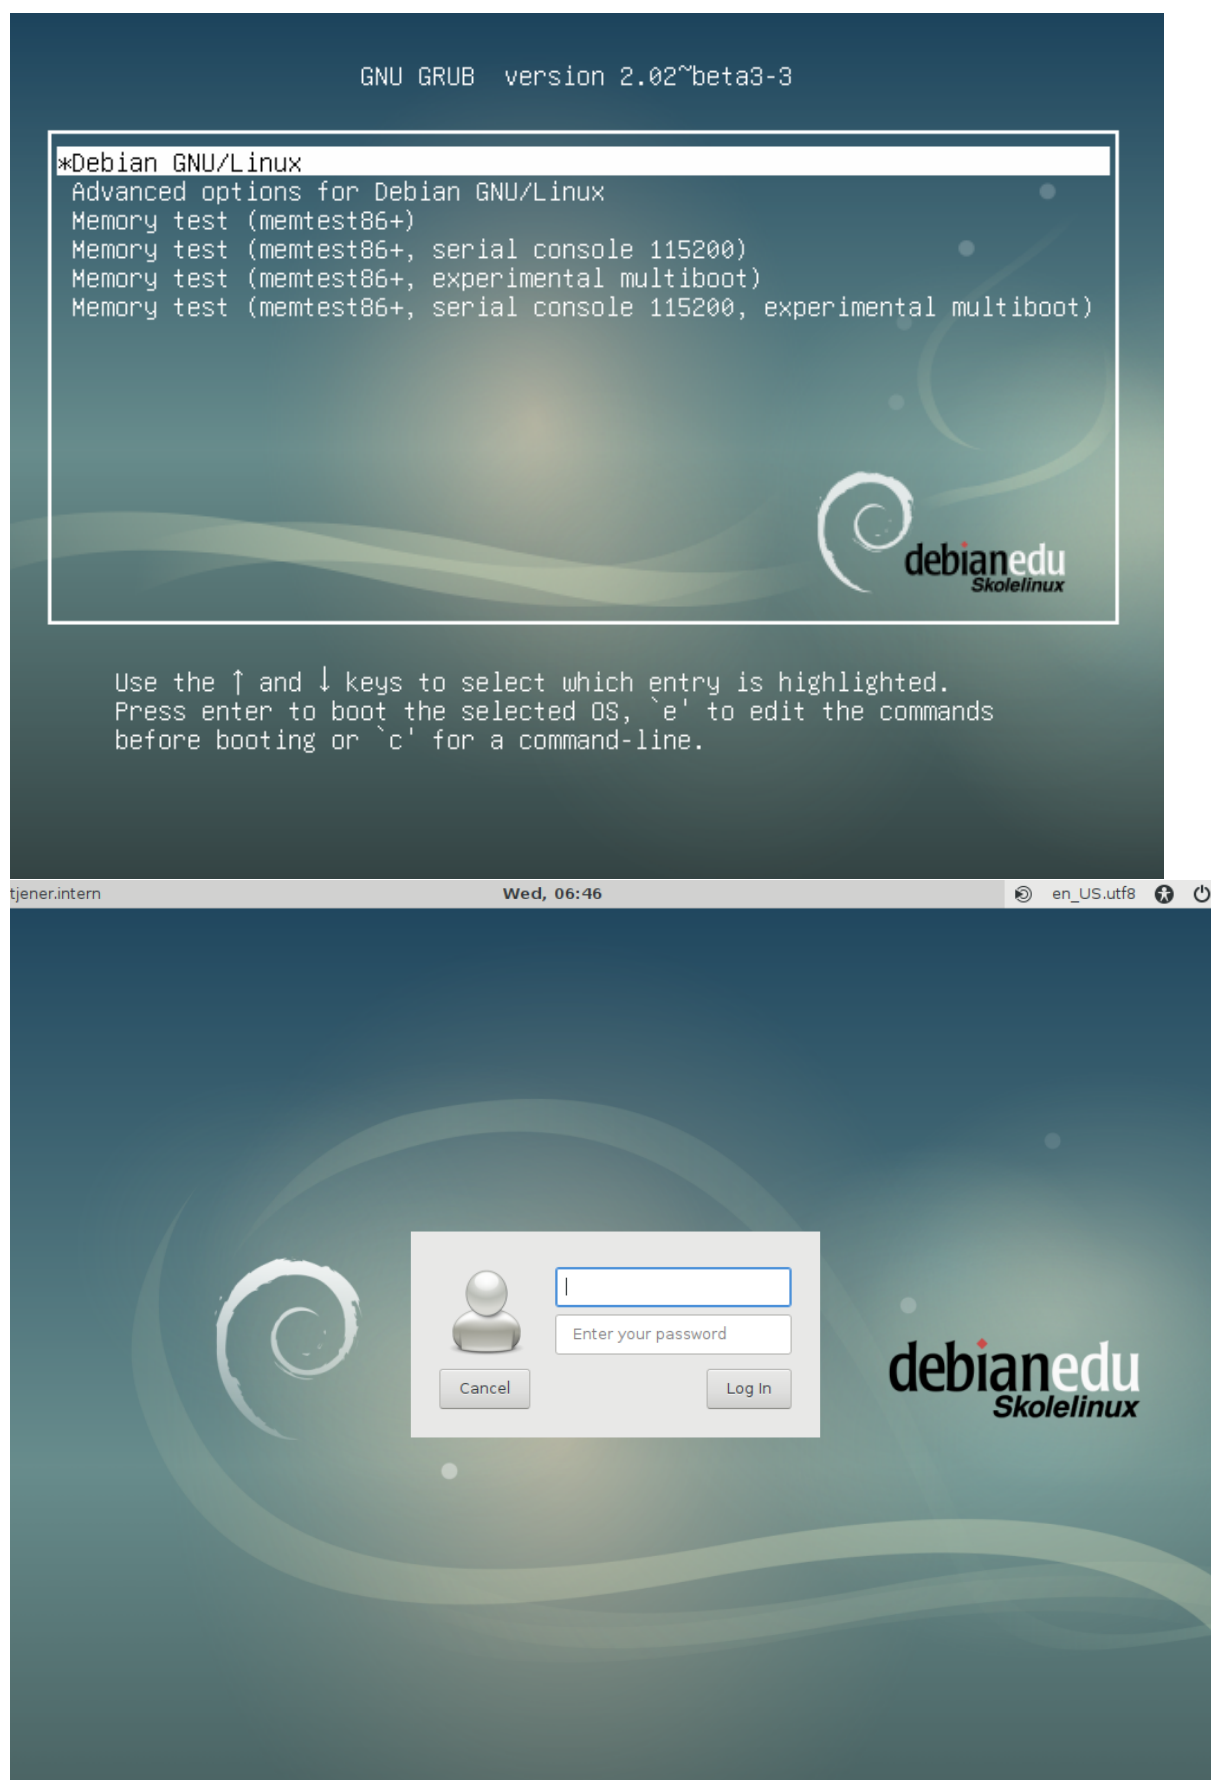 GNU GRUB  version 2.02~beta3-3
*Debian GNU/Linux
Advanced options for Debian GNU/Linux
Memory test (memtest86+)
Memory test (memtest86+, serial console 115200)
Memory test (memtest86+, experimental multiboot)
Memory test (memtest86+, serial console 115200, experimental multiboot)
debianedu
Skolelinux
Use the ↑ and ↓ keys to select which entry is highlighted.
Press enter to boot the selected OS, `e' to edit the commands
before booting or `c' for a command-line.
tjener.intern Wed, 06:46 en_US.utf8
Enter your password
Cancel Log In
debianedu
Skolelinux